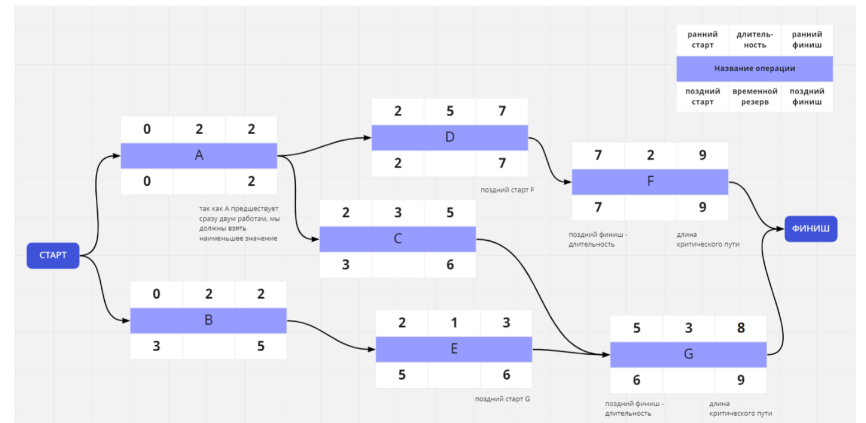 ранний старт
длитель-ность
ранний финиш
Название операции
поздний старт
временной резерв
поздний финиш
0 2 2
A
0 2
так как A предшествует
сразу двум работам, мы
должны взять
наименьшее значение
2 5 7
D
2 7
поздний старт F
7 2 9
F
7 9
поздний финиш -
длительность
длина
критического пути
2 3 5
C
3 6
СТАРТ
ФИНИШ
0 2 2
B
3 5
2 1 3
E
5 6
поздний старт G
5 3 8
G
6 9
поздний финиш -
длительность
длина
критического пути